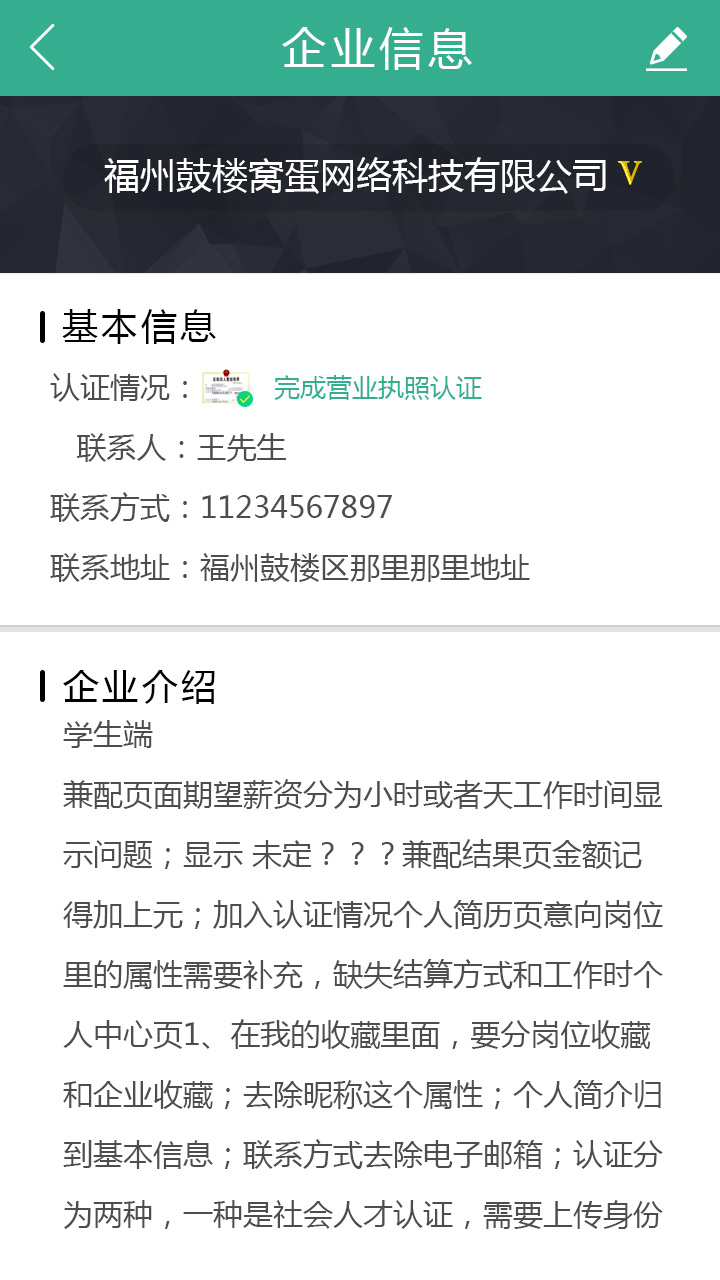 企业信息
福州鼓楼窝蛋网络科技有限公司 V
基本信息
认证情况： 完成营业执照认证
联系人：王先生
联系方式：11234567897
联系地址：福州鼓楼区那里那里地址
企业介绍
学生端
兼配页面期望薪资分为小时或者天工作时间显
示问题；显示 未定？？？兼配结果页金额记
得加上元；加入认证情况个人简历页意向岗位
里的属性需要补充，缺失结算方式和工作时个
人中心页1、在我的收藏里面，要分岗位收藏
和企业收藏；去除昵称这个属性；个人简介归
到基本信息；联系方式去除电子邮箱；认证分
为两种，一种是社会人才认证，需要上传身份